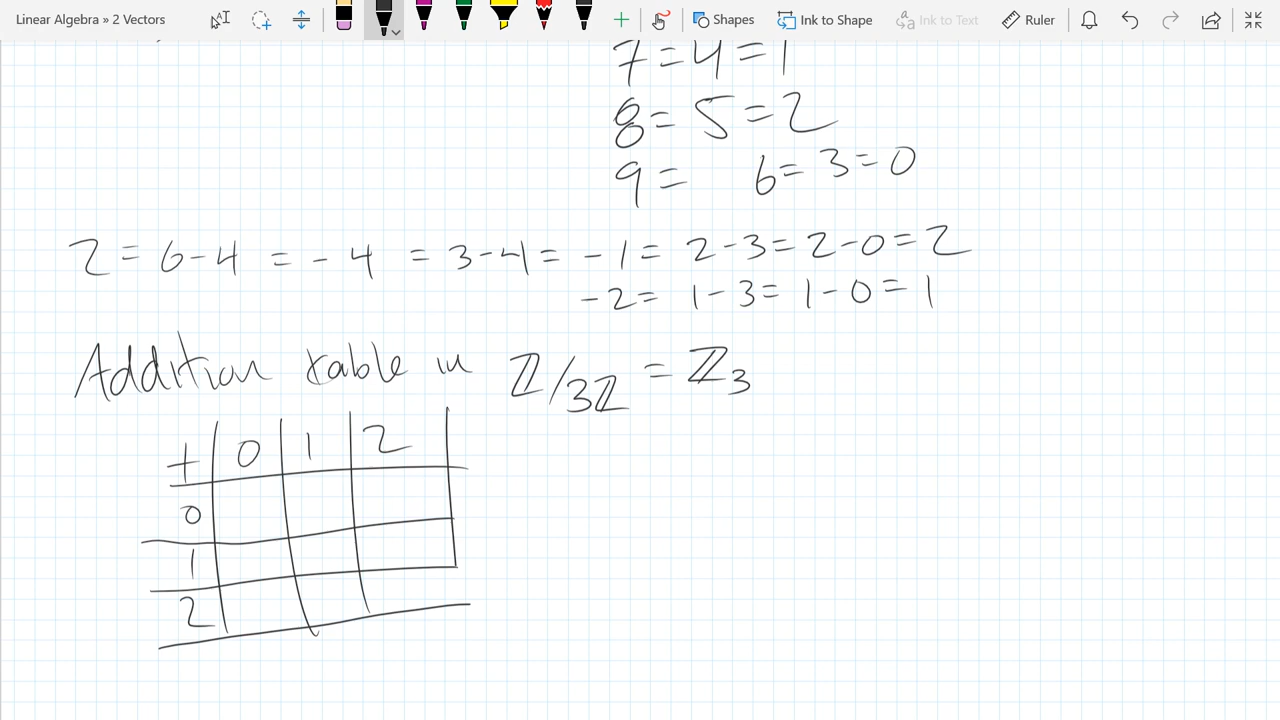 Linear Algebra » 2 Vectors
Shapes
Ink to Shape
Ink to Text
Ruler
7 = 4 = 1
8 = 5 = 2
9 = 6 = 3 = 0
2 = 6 - 4 = - 4 = 3 - 4 = - 1 = 2 - 3 = 2 - 0 = 2
- 2 = 1 - 3 = 1 - 0 = 1
Addition table in ℤ/3ℤ = ℤ₃
+ 0 1 2
0
1
2